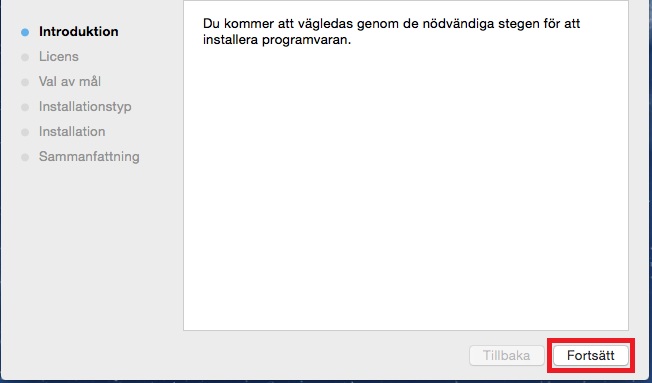 Introduktion
Licens
Val av mål
Installationstyp
Installation
Sammanfattning
Du kommer att vägledas genom de nödvändiga stegen för att
installera programvaran.
Tillbaka
Fortsätt